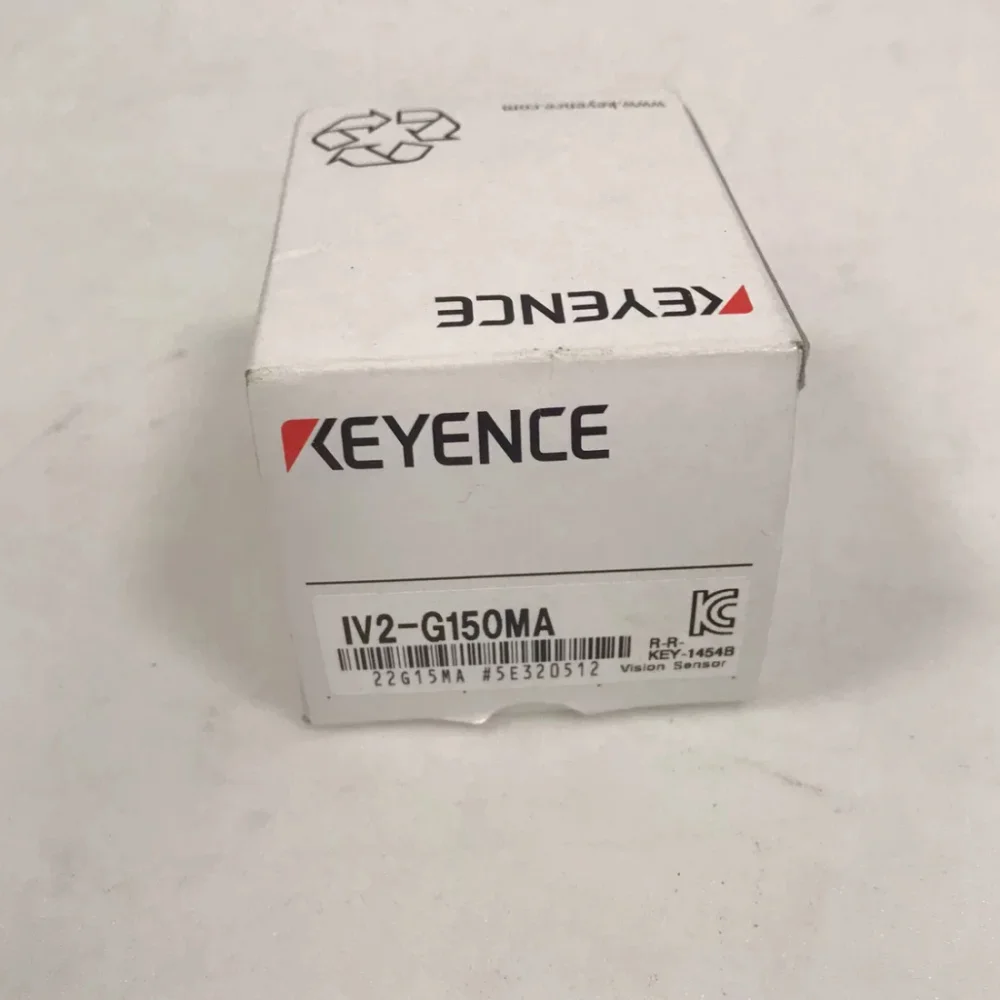 www.keyence.com
KEYENCE
KEYENCE
IV2-G150MA
22G15MA #5E320512
R-R-
KEY-1454B
Vision Sensor